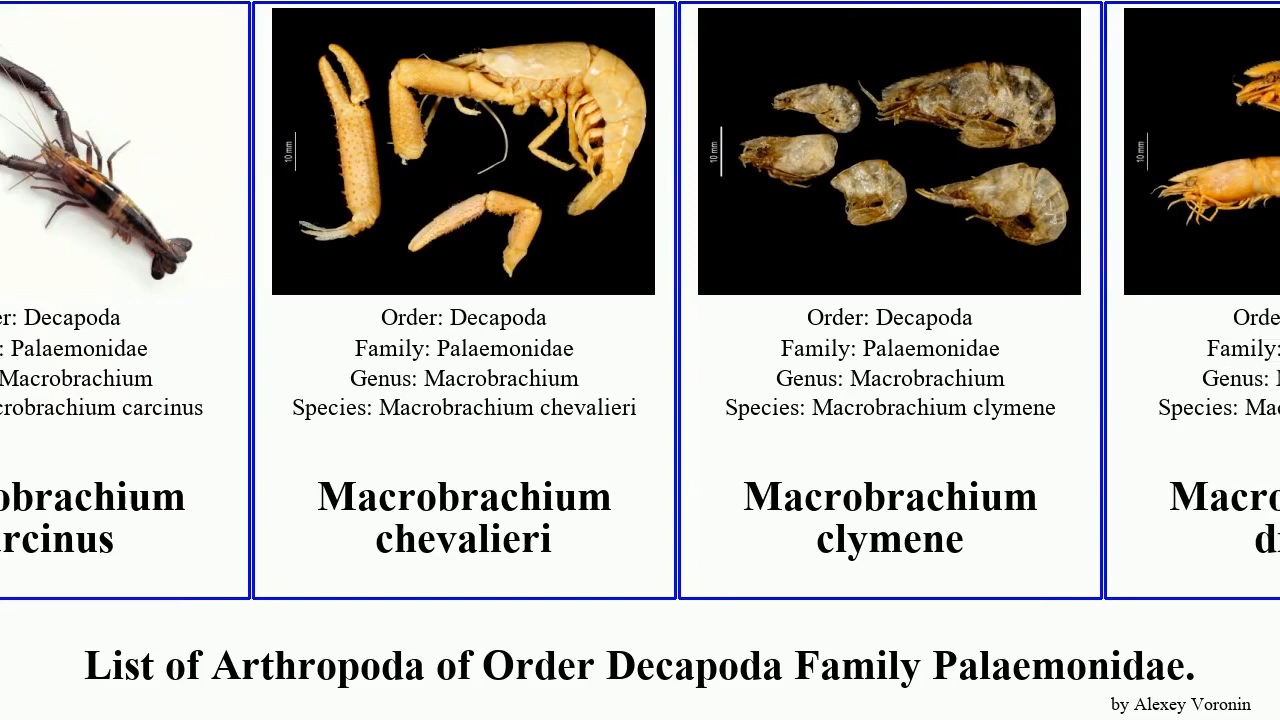 10 mm
10 mm
10 mm
er: Decapoda
: Palaemonidae
Macrobrachium
crobrachium carcinus
obrachium
arcinus
Order: Decapoda
Family: Palaemonidae
Genus: Macrobrachium
Species: Macrobrachium chevalieri
Macrobrachium
chevalieri
Order: Decapoda
Family: Palaemonidae
Genus: Macrobrachium
Species: Macrobrachium clymene
Macrobrachium
clymene
Orde
Family:
Genus:
Species: Mac
Macro
di
List of Arthropoda of Order Decapoda Family Palaemonidae.
by Alexey Voronin